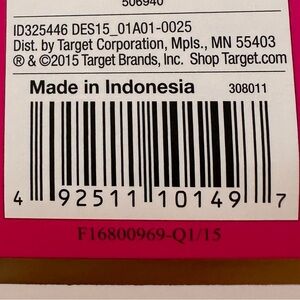 506940
ID325446 DES15_01A01-0025
Dist. by Target Corporation, Mpls., MN 55403
® & ©2015 Target Brands, Inc. Shop Target.com
Made in Indonesia 308011
4 92511 10149 7
F16800969-Q1/15